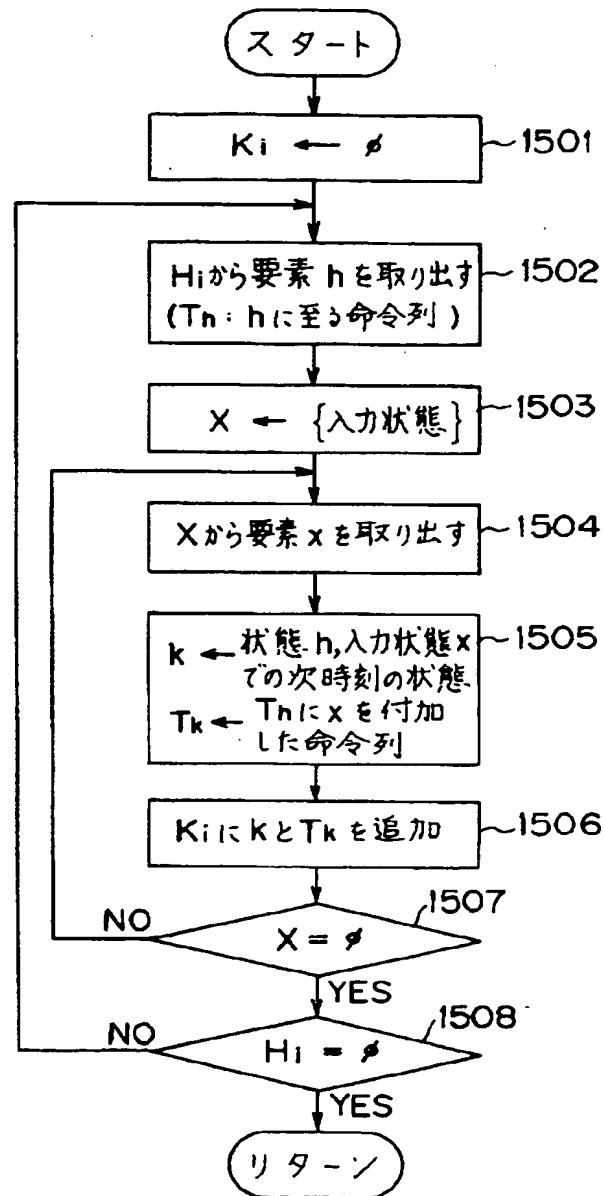 スタート
Ki ← φ
1501
Hiから要素hを取り出す
(Th:hに至る命令列)
1502
X ← {入力状態}
1503
Xから要素xを取り出す
1504
k ← 状態h,入力状態x
での次時刻の状態
Tk ← Thにxを付加
した命令列
1505
KiにkとTkを追加
1506
X = φ
1507
NO
YES
Hi = φ
1508
NO
YES
リターン